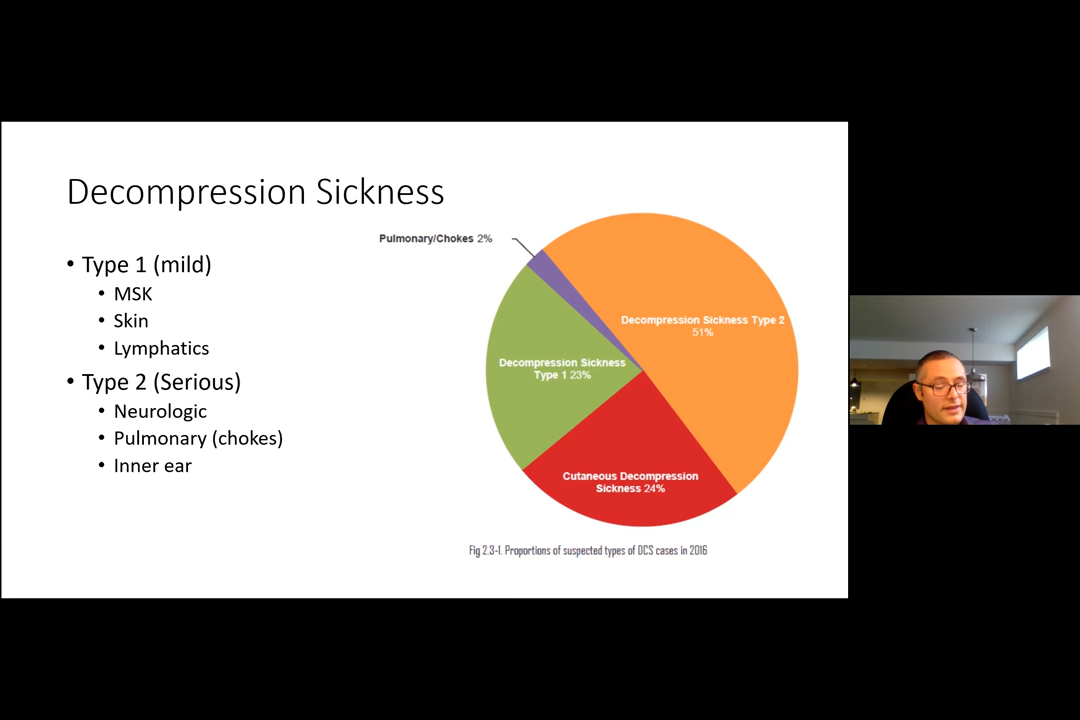 Decompression Sickness
• Type 1 (mild)
• MSK
• Skin
• Lymphatics
• Type 2 (Serious)
• Neurologic
• Pulmonary (chokes)
• Inner ear
Pulmonary/Chokes 2%
Decompression Sickness Type 2
51%
Decompression Sickness
Type 1 23%
Cutaneous Decompression
Sickness 24%
Fig 2.3-1. Proportions of suspected types of DCS cases in 2016